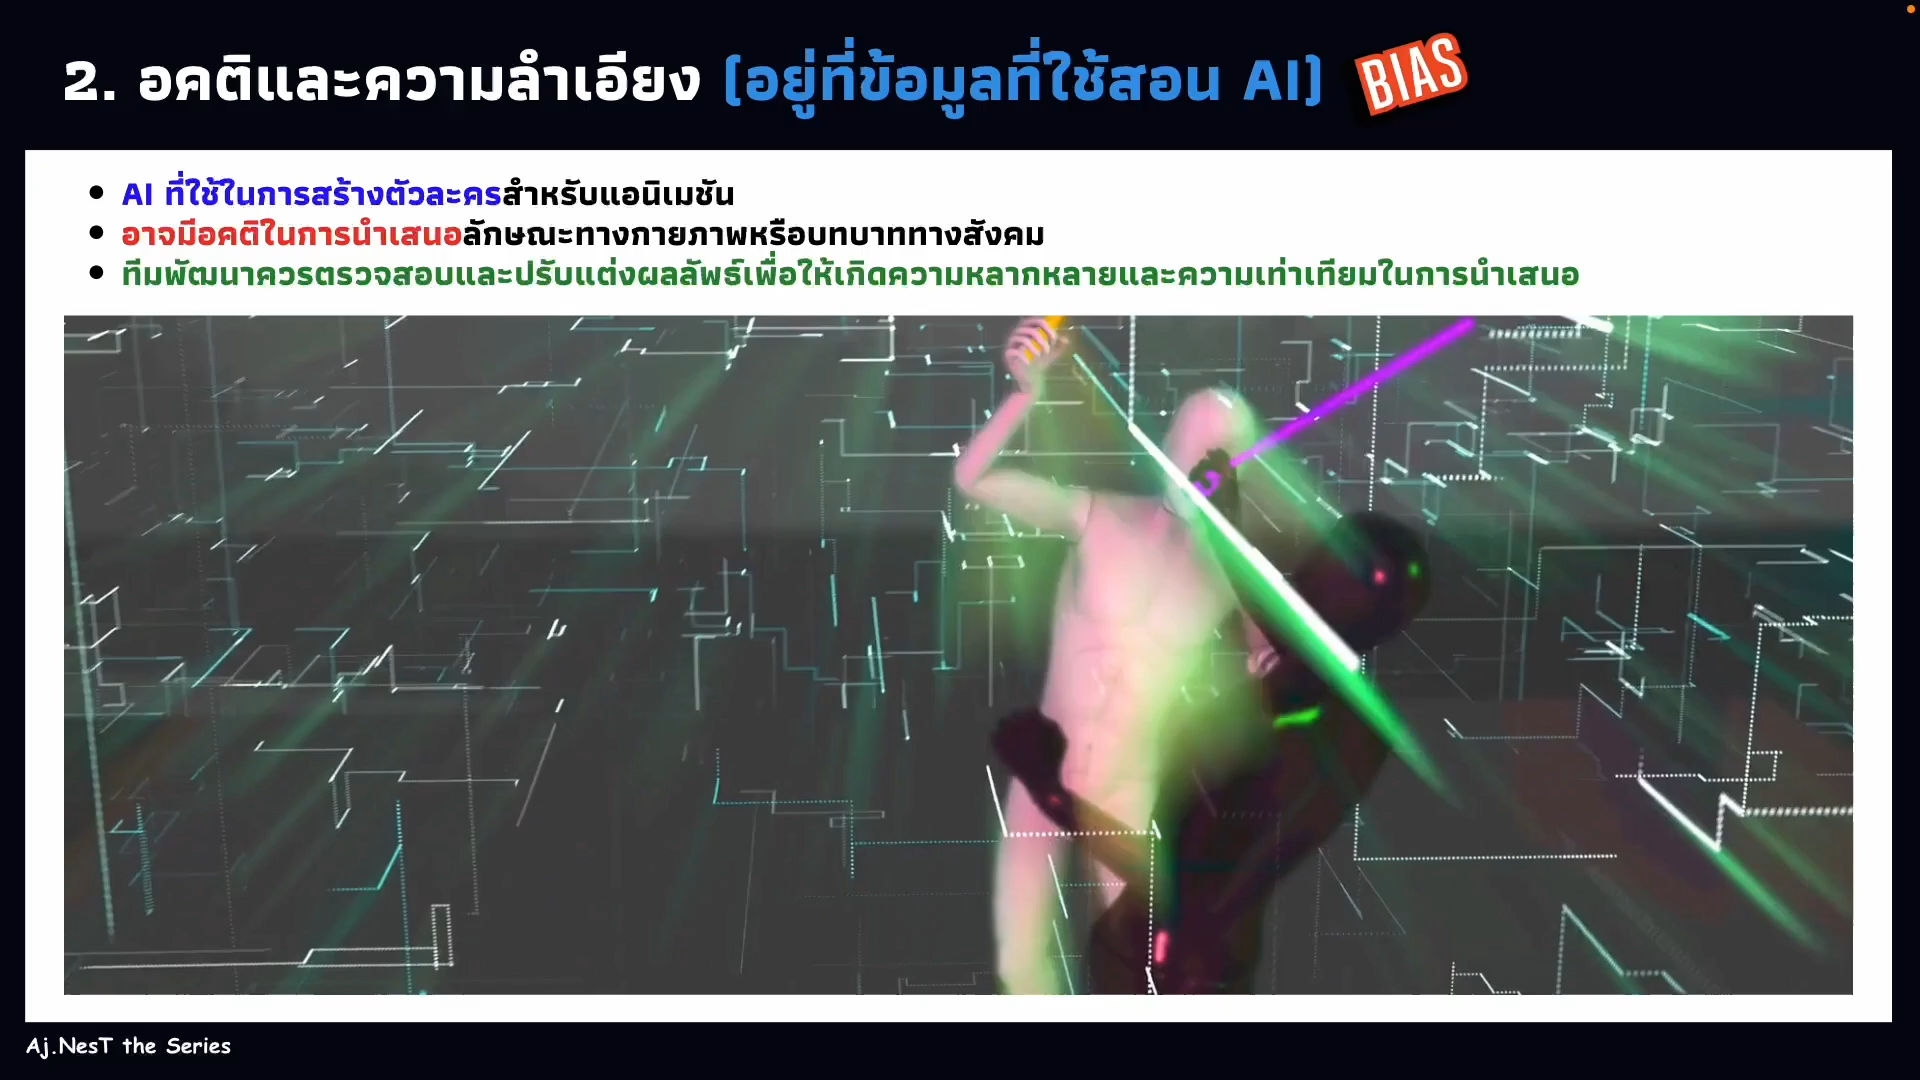 2. อคติและความลำเอียง (อยู่ที่ข้อมูลที่ใช้สอน AI) BIAS
• AI ที่ใช้ในการสร้างตัวละครสำหรับแอนิเมชัน
• อาจมีอคติในการนำเสนอลักษณะทางกายภาพหรือบทบาททางสังคม
• ทีมพัฒนาควรตรวจสอบและปรับแต่งผลลัพธ์เพื่อให้เกิดความหลากหลายและความเท่าเทียมในการนำเสนอ
Aj.NesT the Series